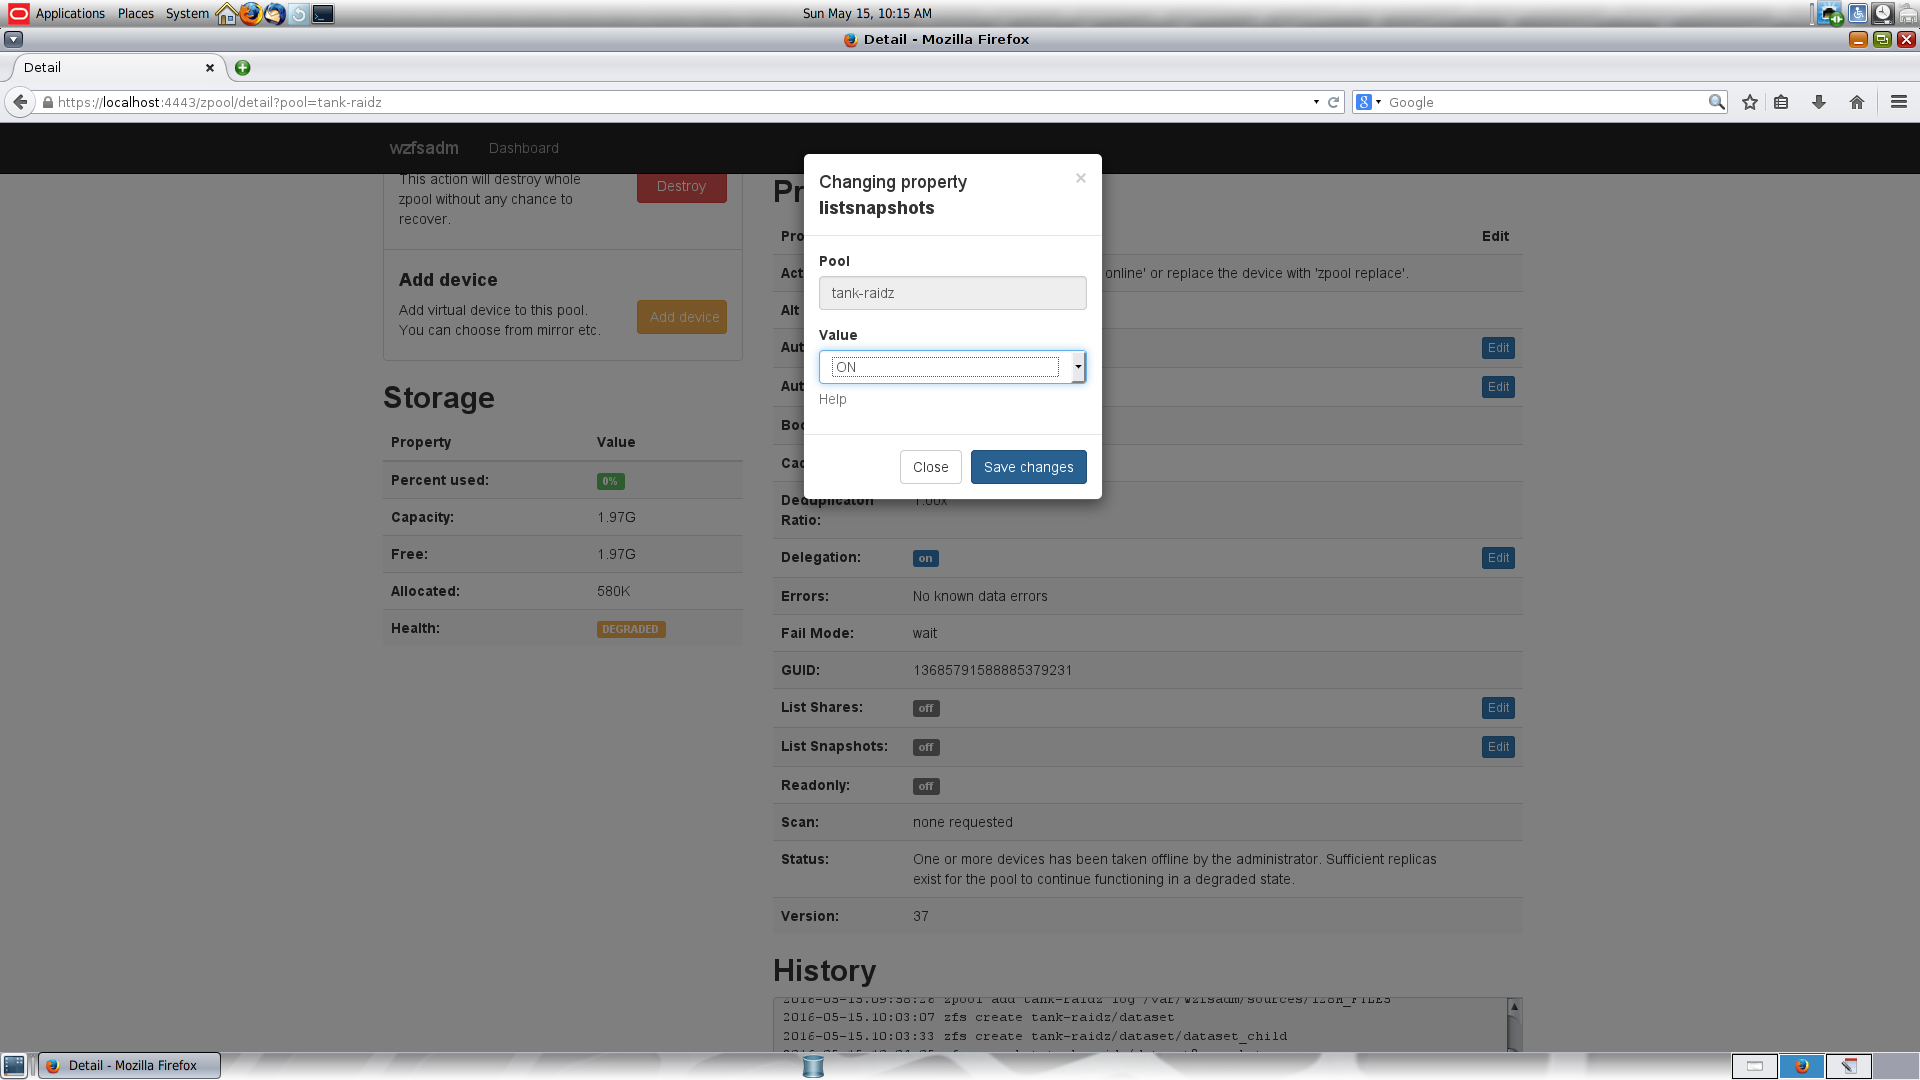 Applications Places System
Sun May 15, 10:15 AM
Detail - Mozilla Firefox
Detail
https://localhost:4443/zpool/detail?pool=tank-raidz
Google
wzfsadm Dashboard
This action will destroy whole
zpool without any chance to
recover.
Destroy
Add device
Add virtual device to this pool.
You can choose from mirror etc.
Add device
Storage
Property Value
Percent used: 0%
Capacity: 1.97G
Free: 1.97G
Allocated: 580K
Health: DEGRADED
Changing property
listsnapshots
×
Pool
tank-raidz
Value
ON
Help
Close Save changes
Pr
Pro Edit
Act online' or replace the device with 'zpool replace'.
Alt
Aut Edit
Aut Edit
Boo
Cac
Deduplicaton
Ratio:
1.00x
Delegation: on Edit
Errors: No known data errors
Fail Mode: wait
GUID: 13685791588885379231
List Shares: off Edit
List Snapshots: off Edit
Readonly: off
Scan: none requested
Status: One or more devices has been taken offline by the administrator. Sufficient replicas
exist for the pool to continue functioning in a degraded state.
Version: 37
History
2016-05-15.09:58:28 zpool add tank-raidz log /var/wzfsadm/sources/128M_FILES
2016-05-15.10:03:07 zfs create tank-raidz/dataset
2016-05-15.10:03:33 zfs create tank-raidz/dataset/dataset_child
Detail - Mozilla Firefox